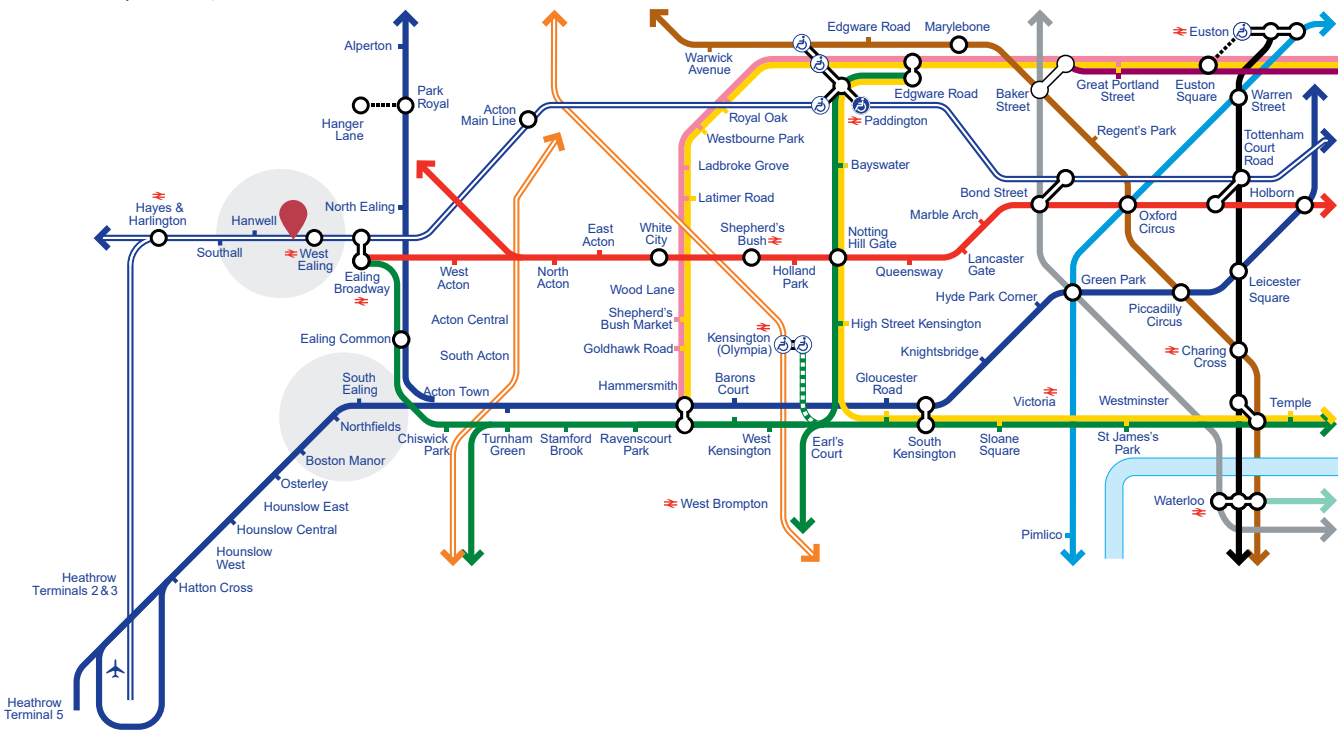 Alperton
Park
Royal
Hanger
Lane
Acton
Main Line
Warwick
Avenue
Edgware Road
Marylebone
Edgware Road
Paddington
Royal Oak
Westbourne Park
Ladbroke Grove
Latimer Road
Bayswater
Baker
Street
Great Portland
Street
Euston
Euston
Square
Warren
Street
Regent's Park
Tottenham
Court
Road
Holborn
Bond Street
Marble Arch
Oxford
Circus
Lancaster
Gate
Hayes &
Harlington
Hanwell
Southall
West
Ealing
Ealing
Broadway
North Ealing
West
Acton
North
Acton
East
Acton
White
City
Shepherd's
Bush
Holland
Park
Notting
Hill Gate
Queensway
Wood Lane
Shepherd's
Bush Market
Goldhawk Road
Hammersmith
Acton Central
South Acton
Ealing Common
Kensington
(Olympia)
High Street Kensington
Hyde Park Corner
Green Park
Piccadilly
Circus
Leicester
Square
Charing
Cross
Knightsbridge
South
Ealing
Acton Town
Northfields
Boston Manor
Osterley
Hounslow East
Hounslow Central
Hounslow
West
Hatton Cross
Heathrow
Terminals 2 & 3
Heathrow
Terminal 5
Chiswick
Park
Turnham
Green
Stamford
Brook
Ravenscourt
Park
Barons
Court
West
Kensington
Earl's
Court
Gloucester
Road
South
Kensington
Sloane
Square
Victoria
Westminster
St James's
Park
Temple
West Brompton
Pimlico
Waterloo